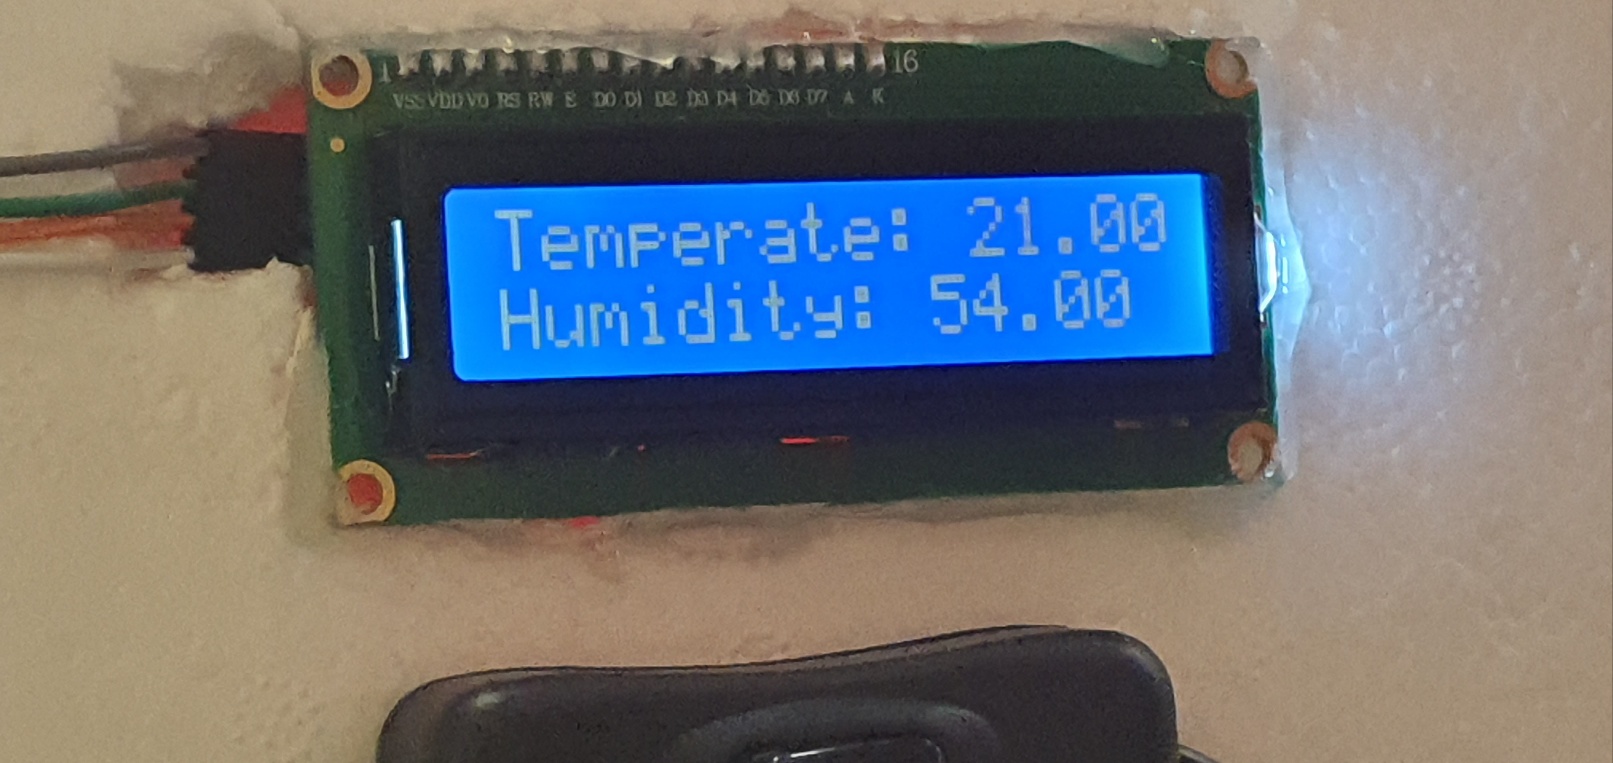 1 16
VSS VDD V0 RS RW E D0 D1 D2 D3 D4 D5 D6 D7 A K
Temperate: 21.00
Humidity: 54.00